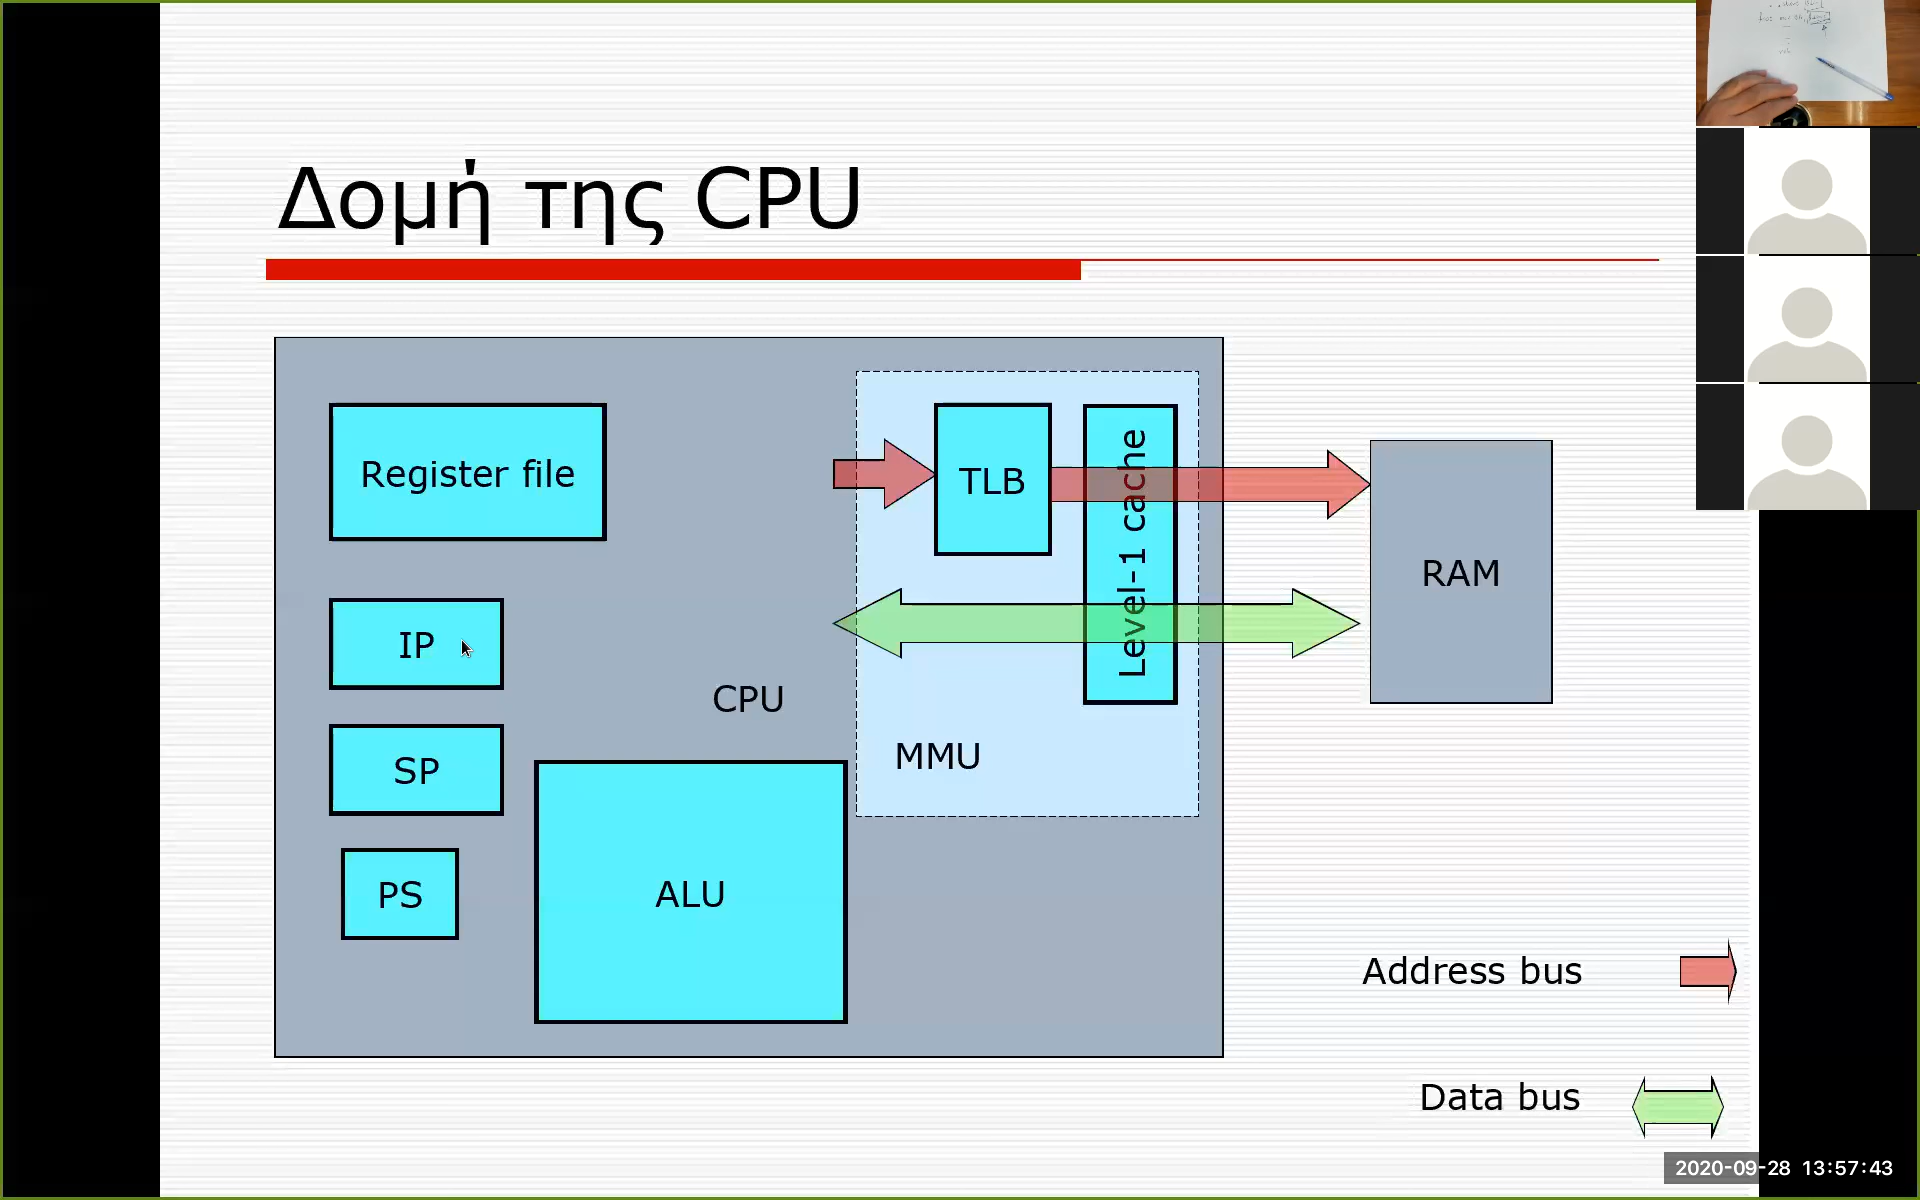 Δομή της CPU
Register file
TLB
Level-1 cache
RAM
IP
CPU
SP
MMU
PS
ALU
Address bus
Data bus
2020-09-28 13:57:43